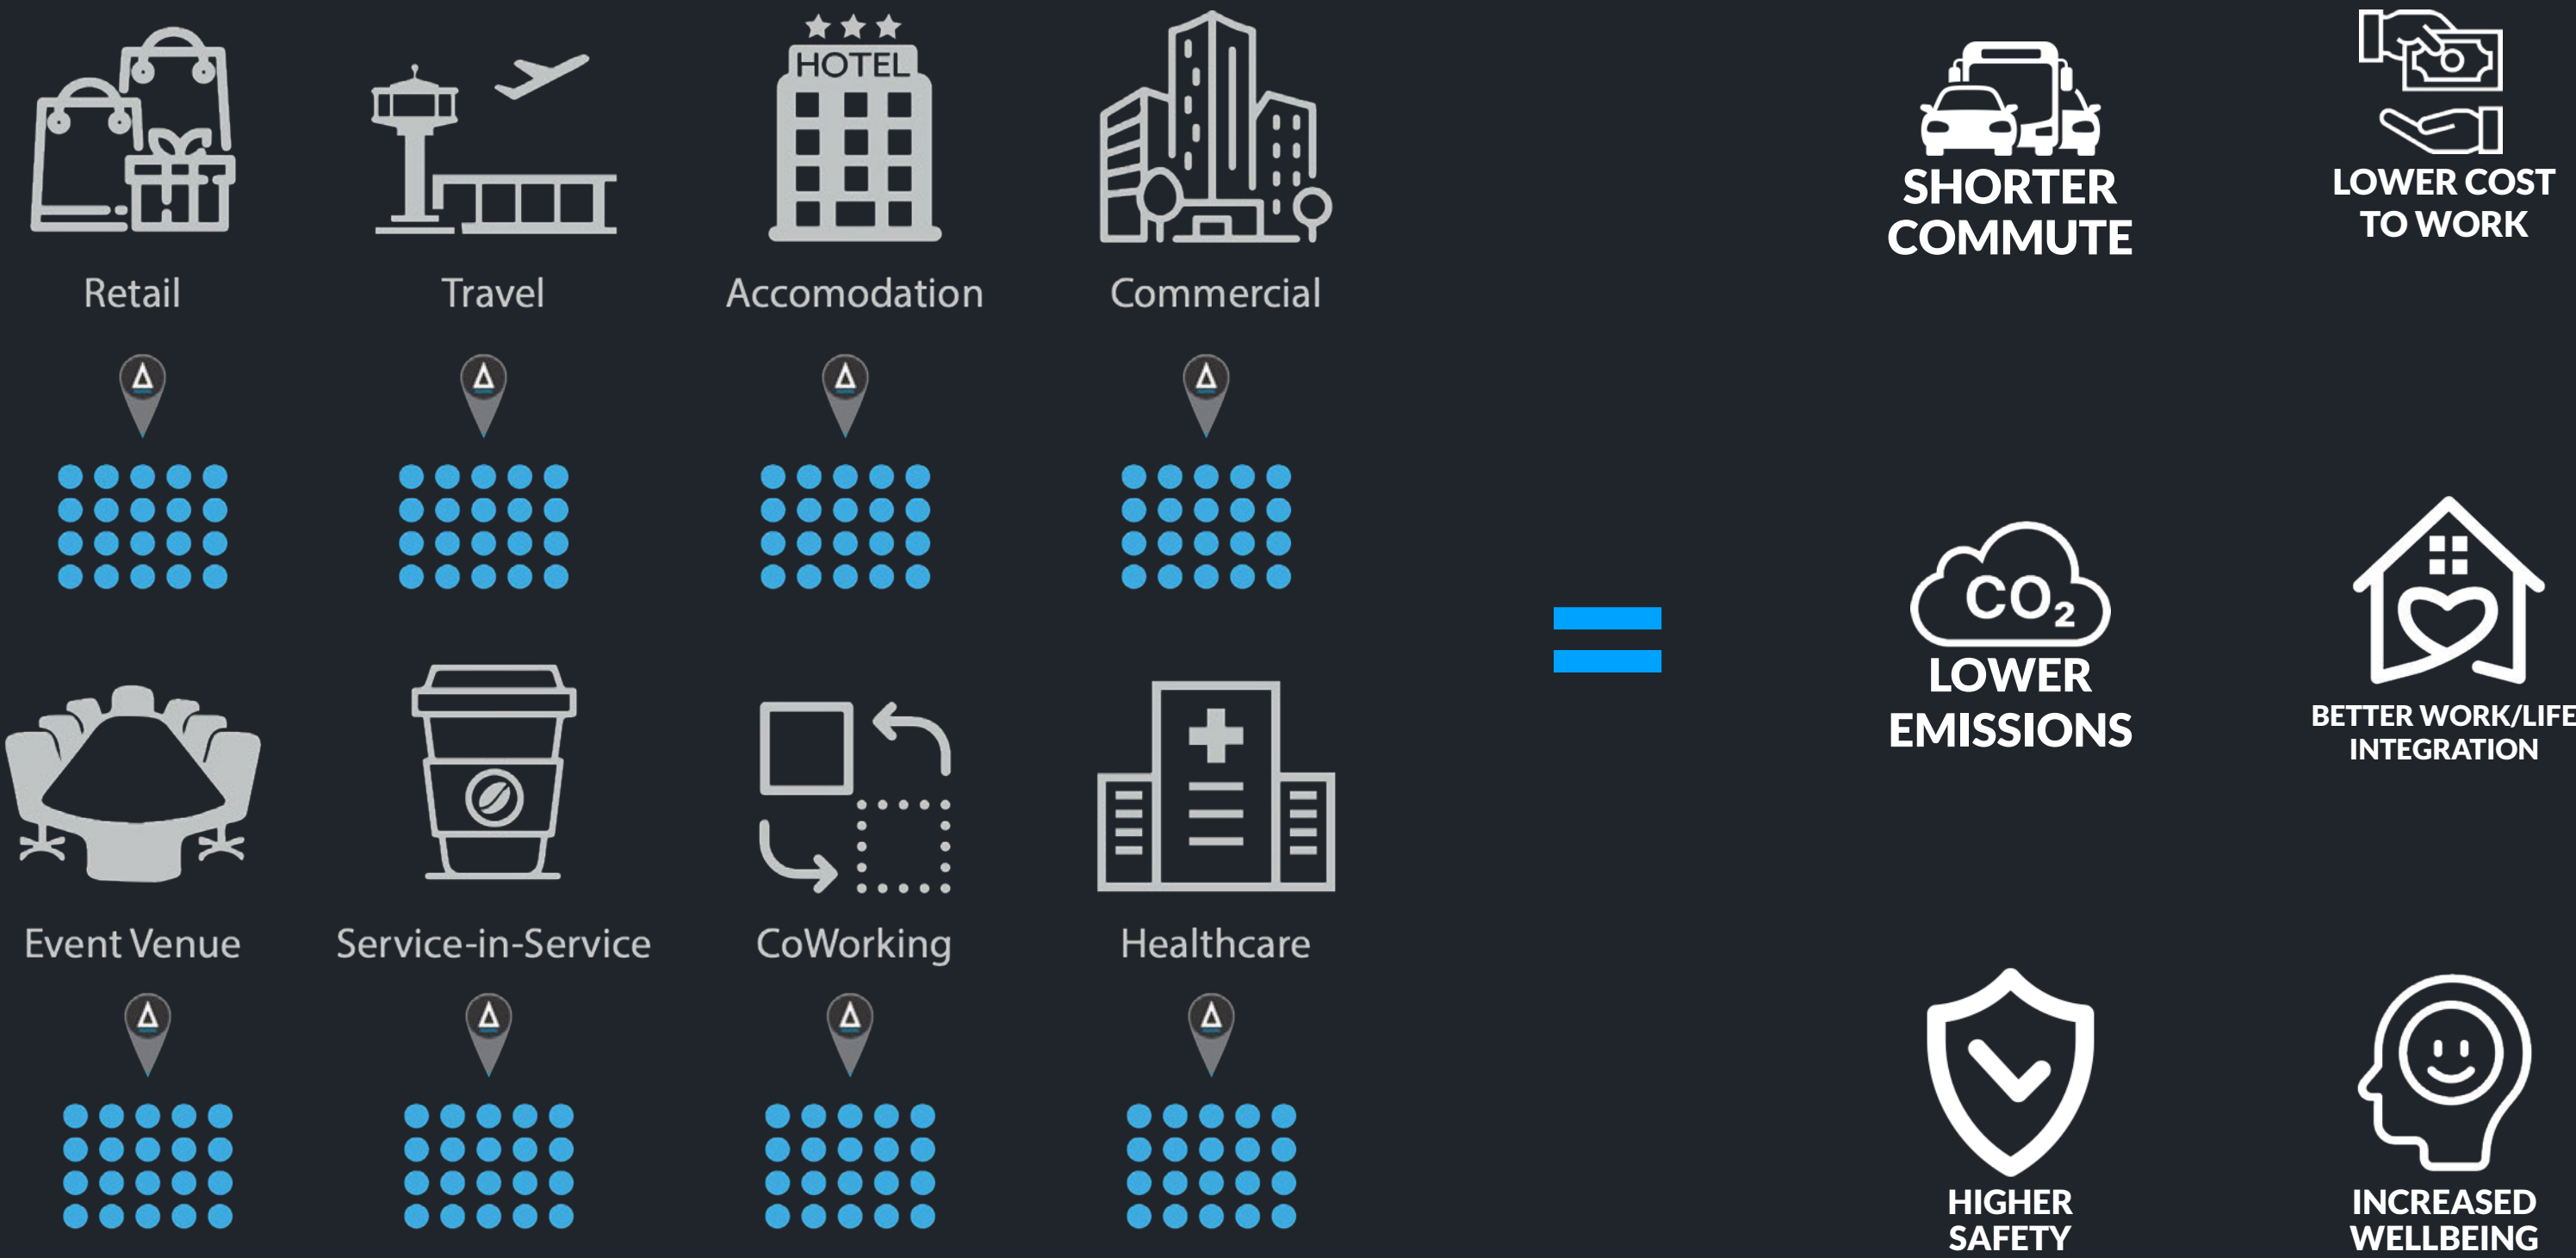 HOTEL
Retail
Travel
Accomodation
Commercial
Event Venue
Service-in-Service
CoWorking
Healthcare
SHORTER
COMMUTE
LOWER COST
TO WORK
CO₂
LOWER
EMISSIONS
BETTER WORK/LIFE
INTEGRATION
HIGHER
SAFETY
INCREASED
WELLBEING